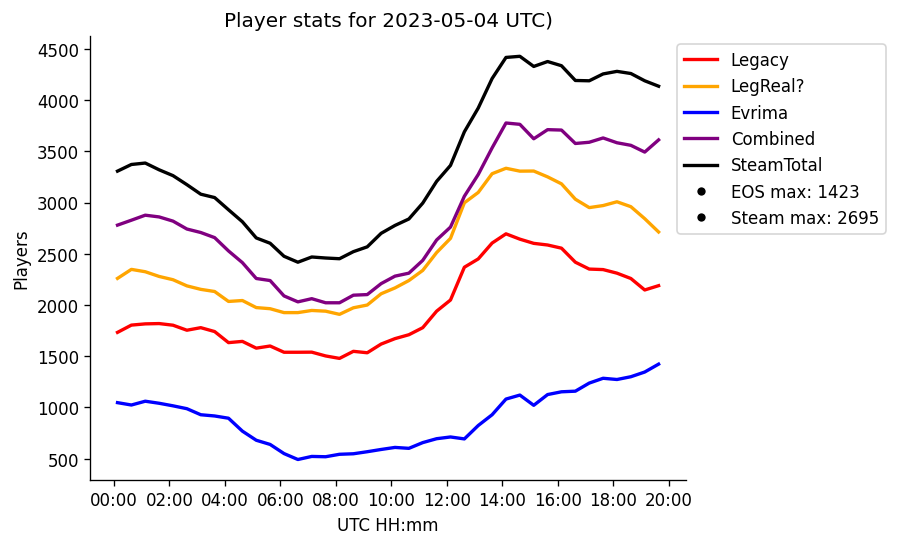 Player stats for 2023-05-04 UTC)
Players
4500
4000
3500
3000
2500
2000
1500
1000
500
00:00 02:00 04:00 06:00 08:00 10:00 12:00 14:00 16:00 18:00 20:00
UTC HH:mm
Legacy
LegReal?
Evrima
Combined
SteamTotal
EOS max: 1423
Steam max: 2695